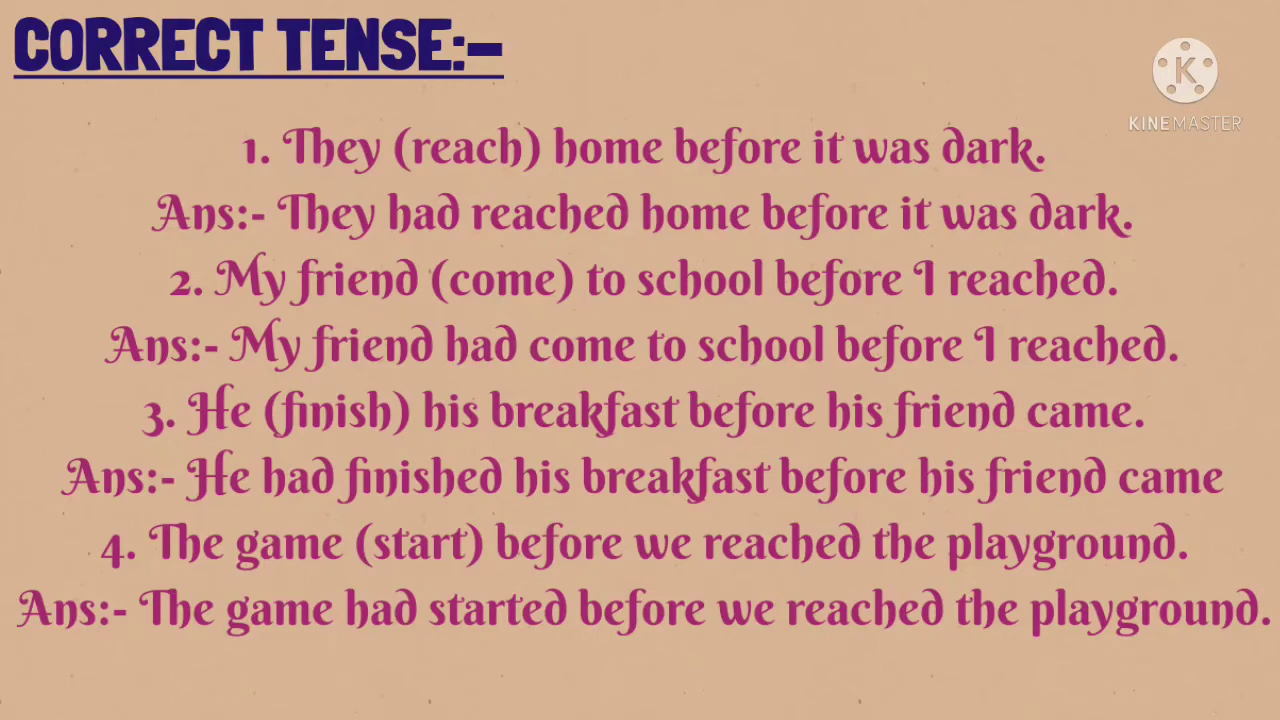 CORRECT TENSE:-
KINEMASTER
1. They (reach) home before it was dark.
Ans:- They had reached home before it was dark.
2. My friend (come) to school before I reached.
Ans:- My friend had come to school before I reached.
3. He (finish) his breakfast before his friend came.
Ans:- He had finished his breakfast before his friend came
4. The game (start) before we reached the playground.
Ans:- The game had started before we reached the playground.